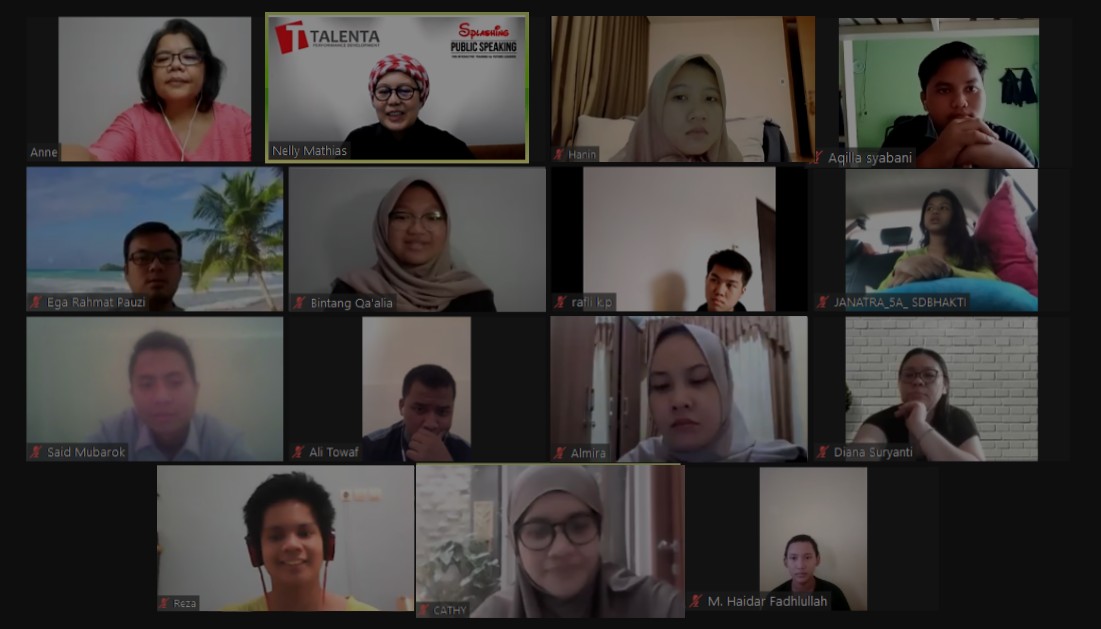 Anne
TALENTA
PERFORMANCE DEVELOPMENT
Splashing
PUBLIC SPEAKING
Nelly Mathias
Hanin
Aqilla syabani
Ega Rahmat Pauzi
Bintang Qa'alia
rafli k.p
JANATRA_5A_ SDBHAKTI
Said Mubarok
Ali Towaf
Almira
Diana Suryanti
Reza
CATHY
M. Haidar Fadhlullah